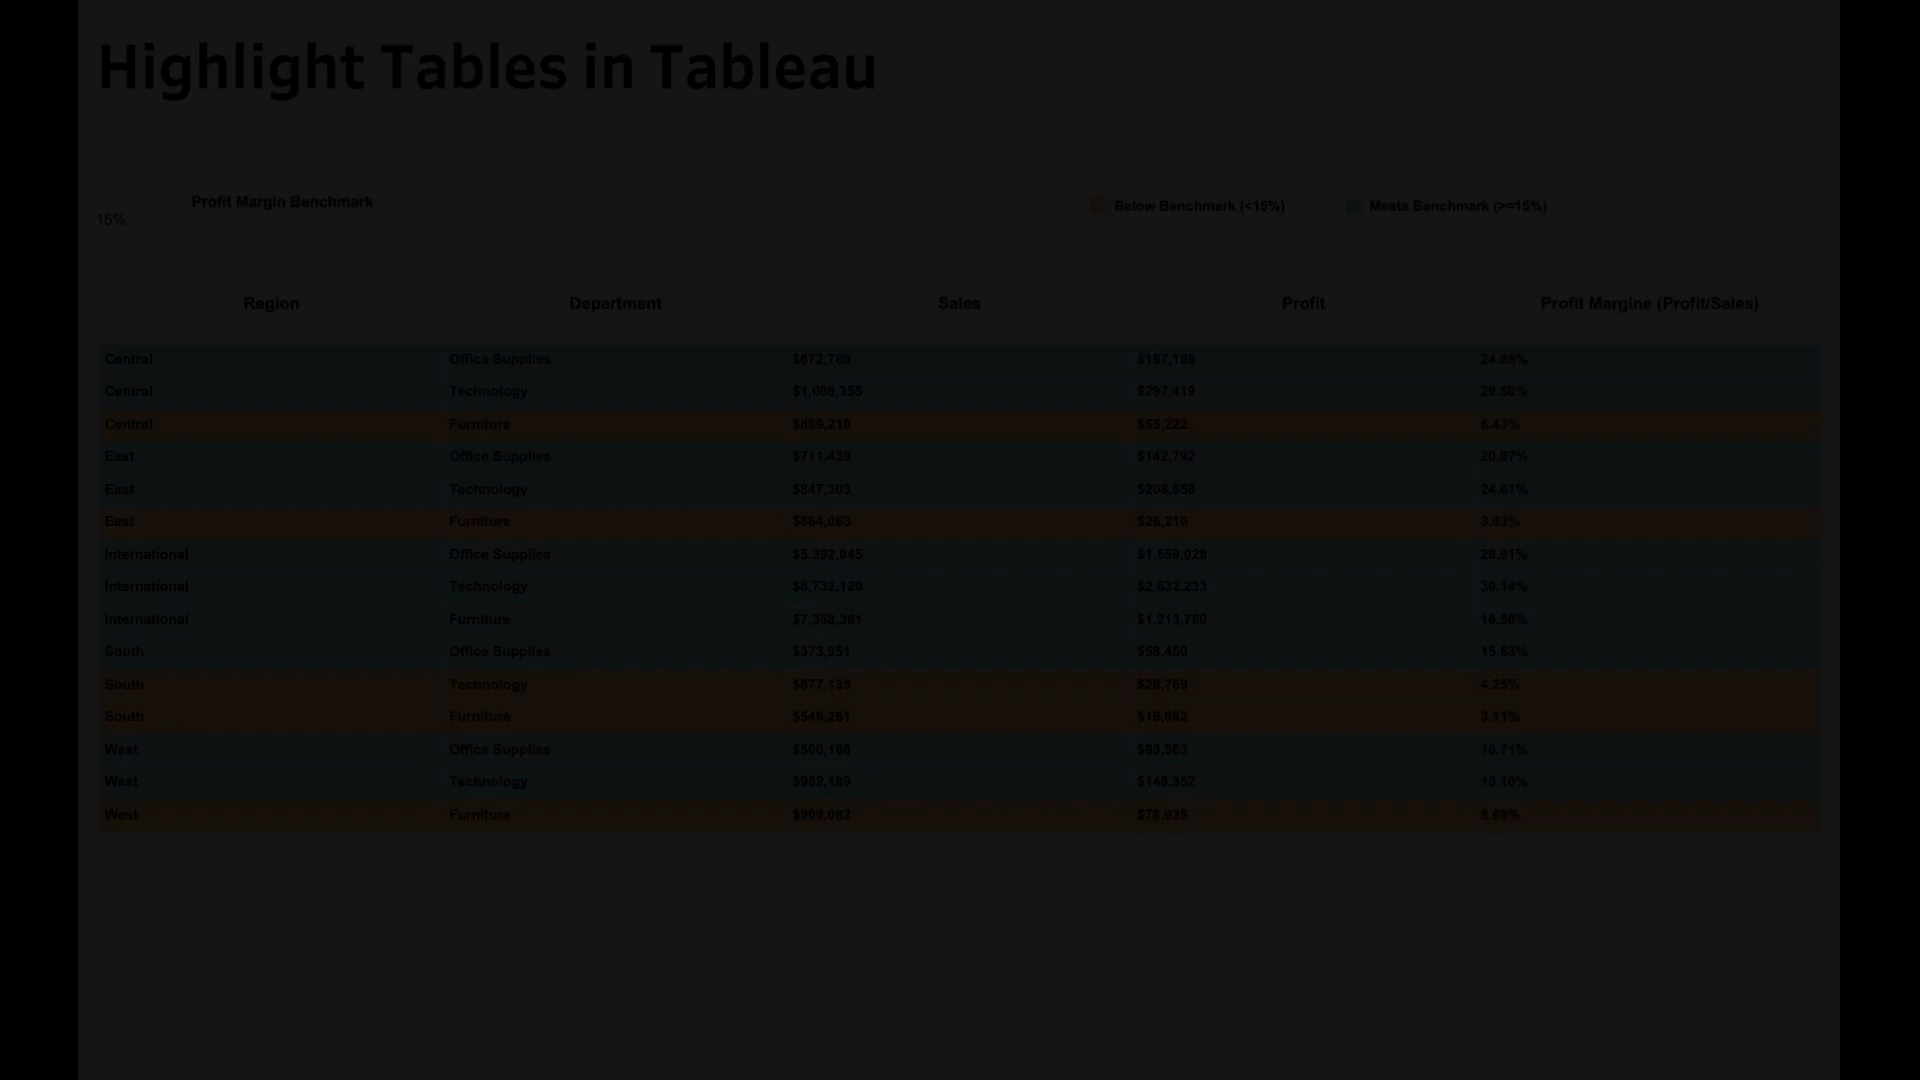 Highlight Tables in Tableau
Profit Margin Benchmark
15%
Below Benchmark (<15%) Meets Benchmark (>=15%)
Region Department Sales Profit Profit Margine (Profit/Sales)
Central Office Supplies $672,769 $167,185 24.85%
Central Technology $1,008,355 $297,419 29.50%
Central Furniture $859,218 $55,222 6.43%
East Office Supplies $711,439 $142,792 20.07%
East Technology $847,303 $208,558 24.61%
East Furniture $864,063 $26,216 3.03%
International Office Supplies $5,392,045 $1,559,028 28.91%
International Technology $8,732,120 $2,632,233 30.14%
International Furniture $7,358,361 $1,213,780 16.50%
South Office Supplies $373,951 $58,450 15.63%
South Technology $677,135 $28,769 4.25%
South Furniture $546,261 $16,982 3.11%
West Office Supplies $500,168 $83,563 16.71%
West Technology $982,189 $148,352 15.10%
West Furniture $909,082 $78,935 8.68%